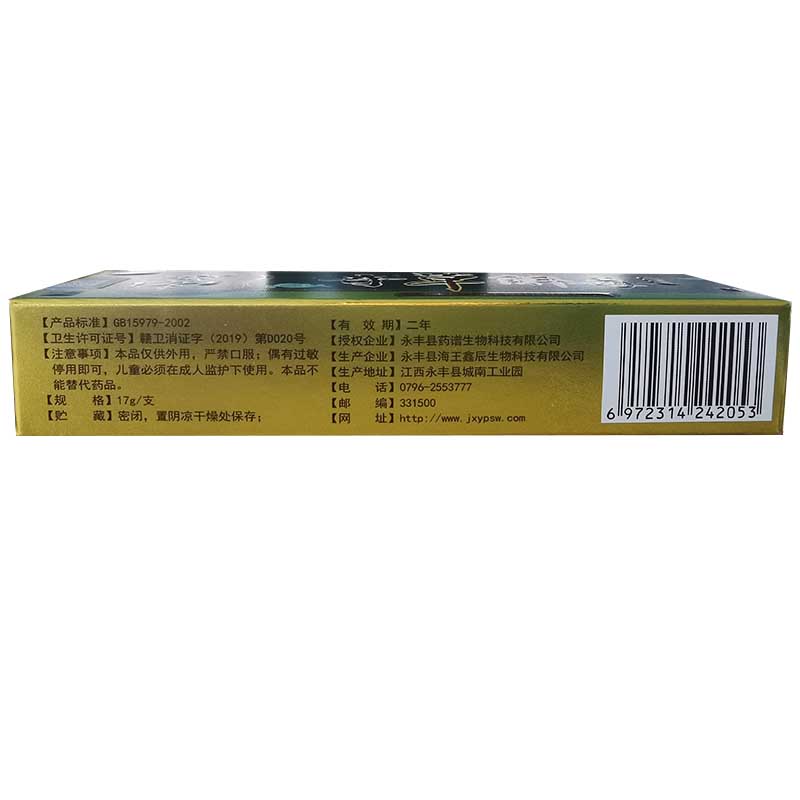 【产品标准】GB15979-2002
【卫生许可证号】赣卫消证字（2019）第D020号
【注意事项】本品仅供外用，严禁口服；偶有过敏
停用即可，儿童必须在成人监护下使用。本品不
能替代药品。
【规 格】17g/支
【贮 藏】密闭，置阴凉干燥处保存；
【有 效 期】二年
【授权企业】永丰县药谱生物科技有限公司
【生产企业】永丰县海王鑫辰生物科技有限公司
【生产地址】江西永丰县城南工业园
【电 话】0796-2553777
【邮 编】331500
【网 址】http://www.jxypsw.com
6 972314 242053